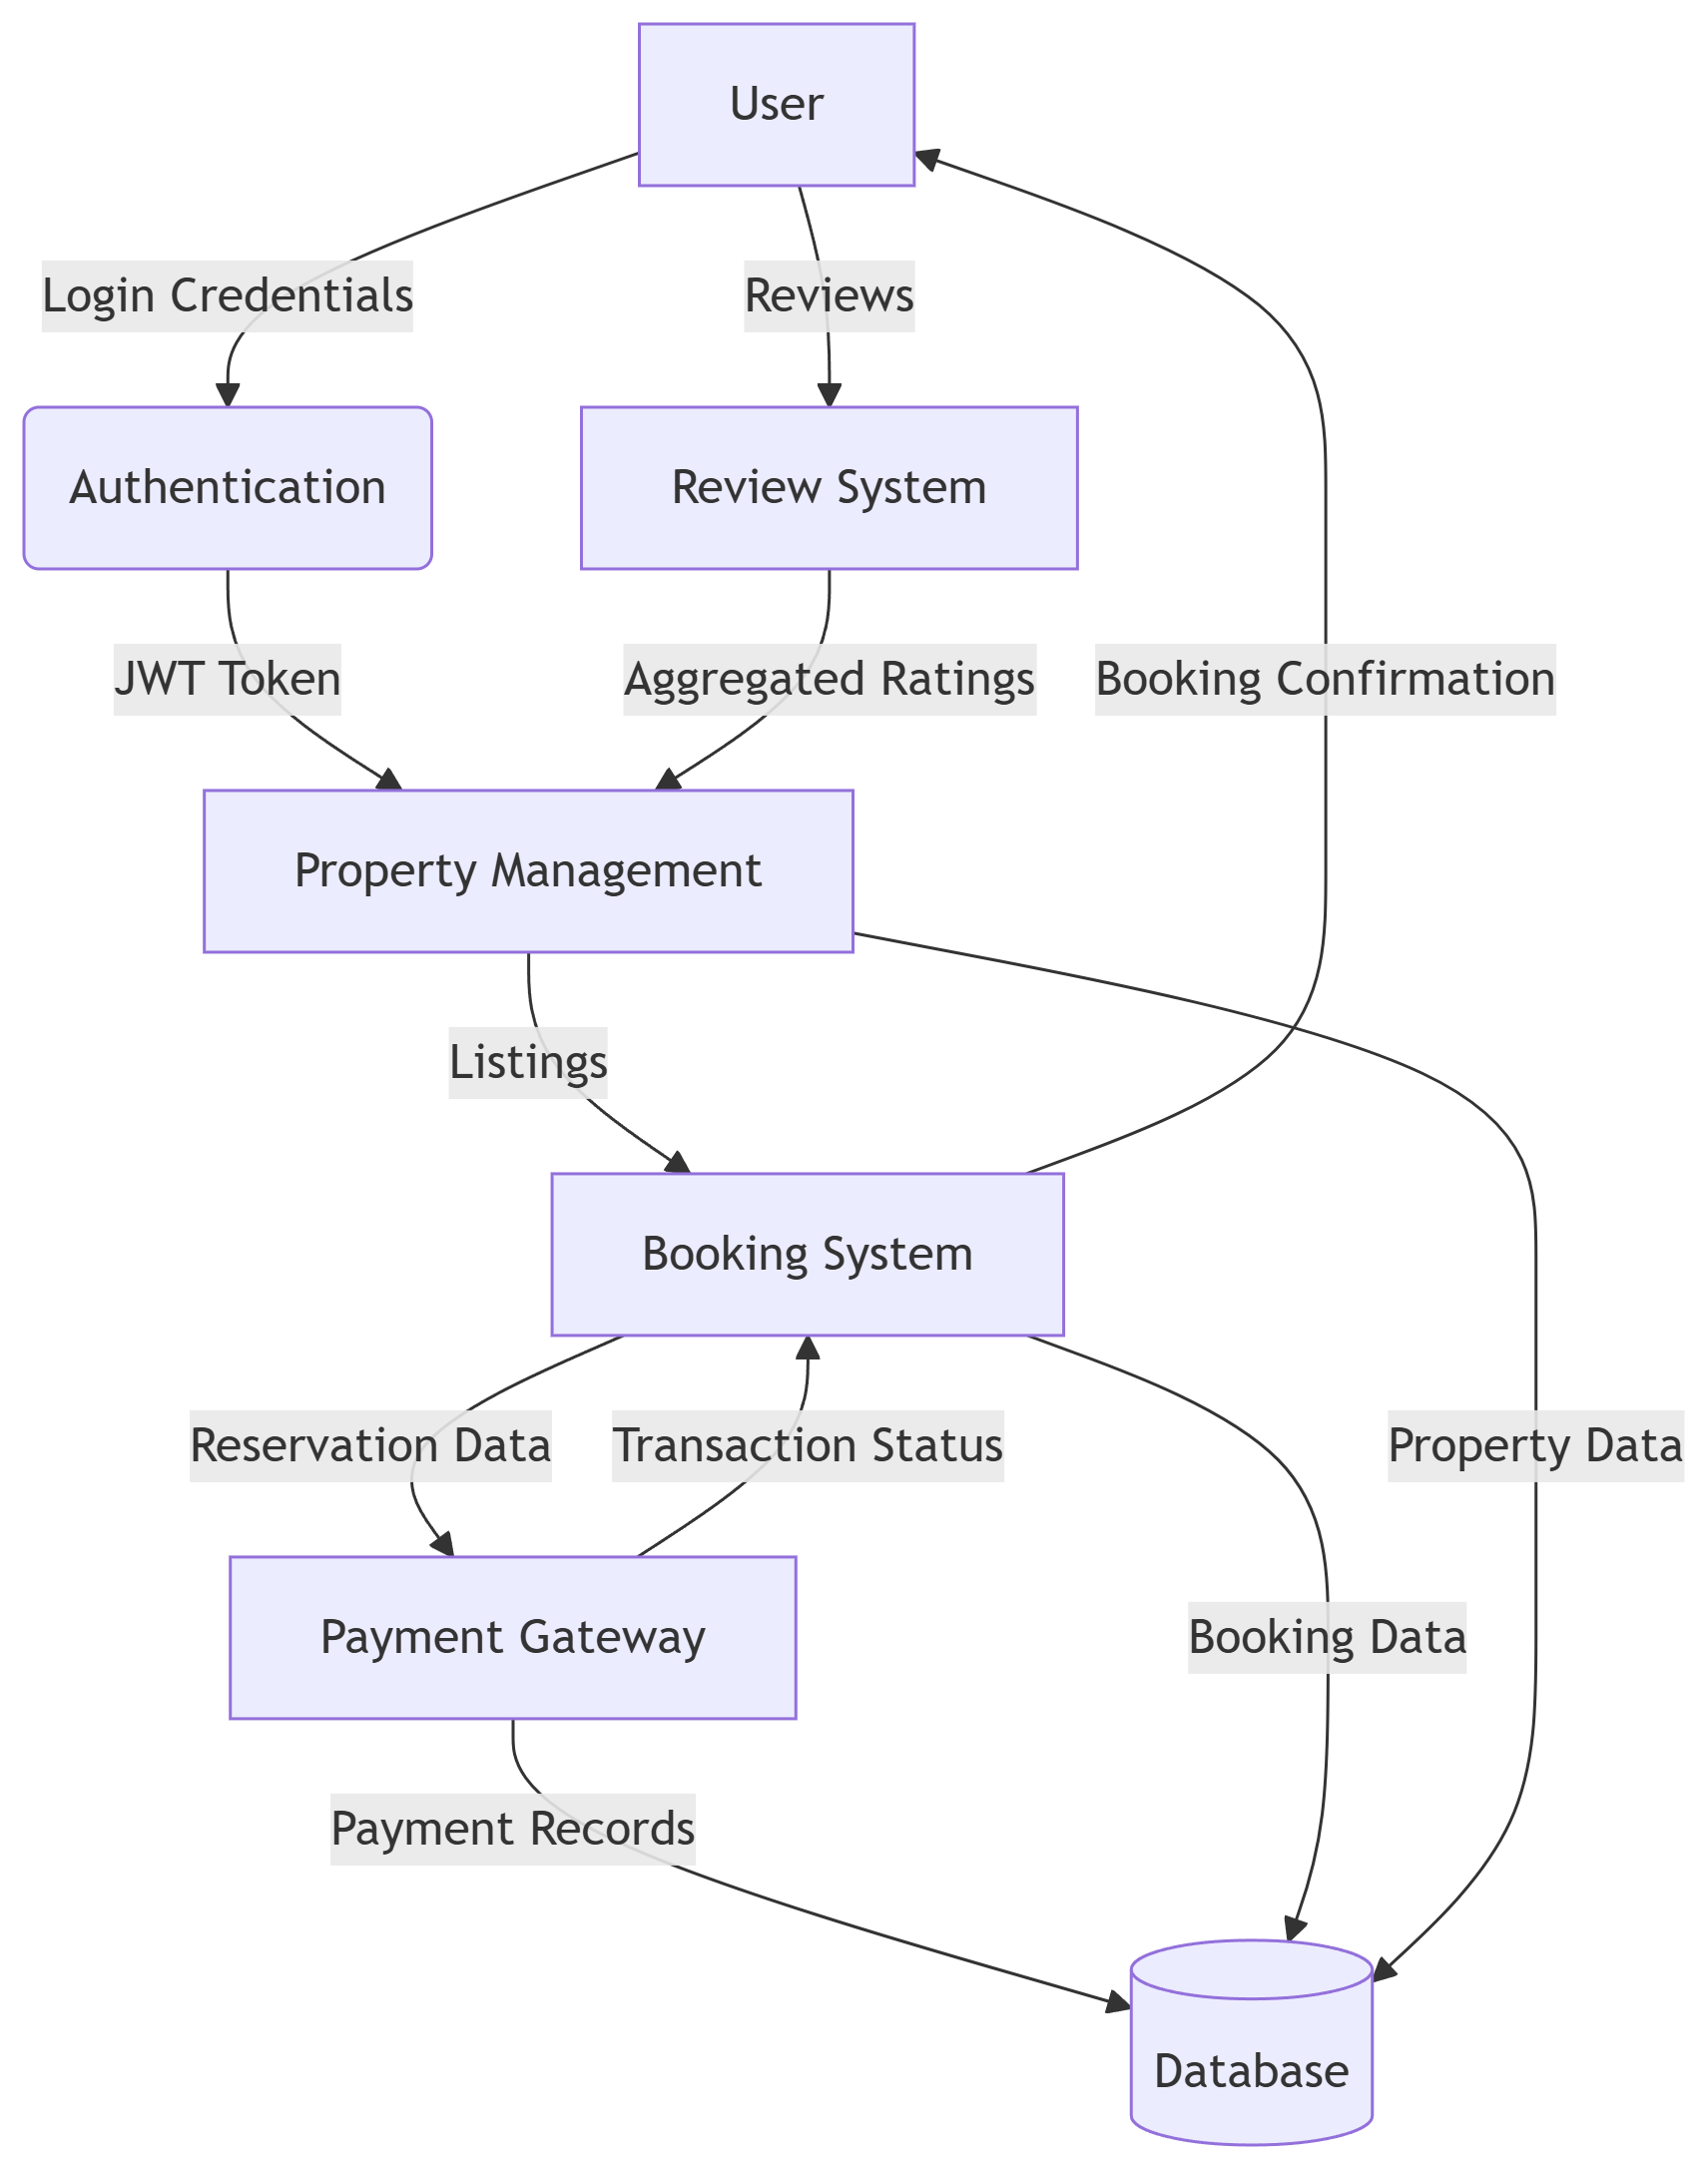 User
Login Credentials
Reviews
Authentication
Review System
JWT Token
Aggregated Ratings
Booking Confirmation
Property Management
Listings
Booking System
Reservation Data
Transaction Status
Property Data
Payment Gateway
Booking Data
Payment Records
Database